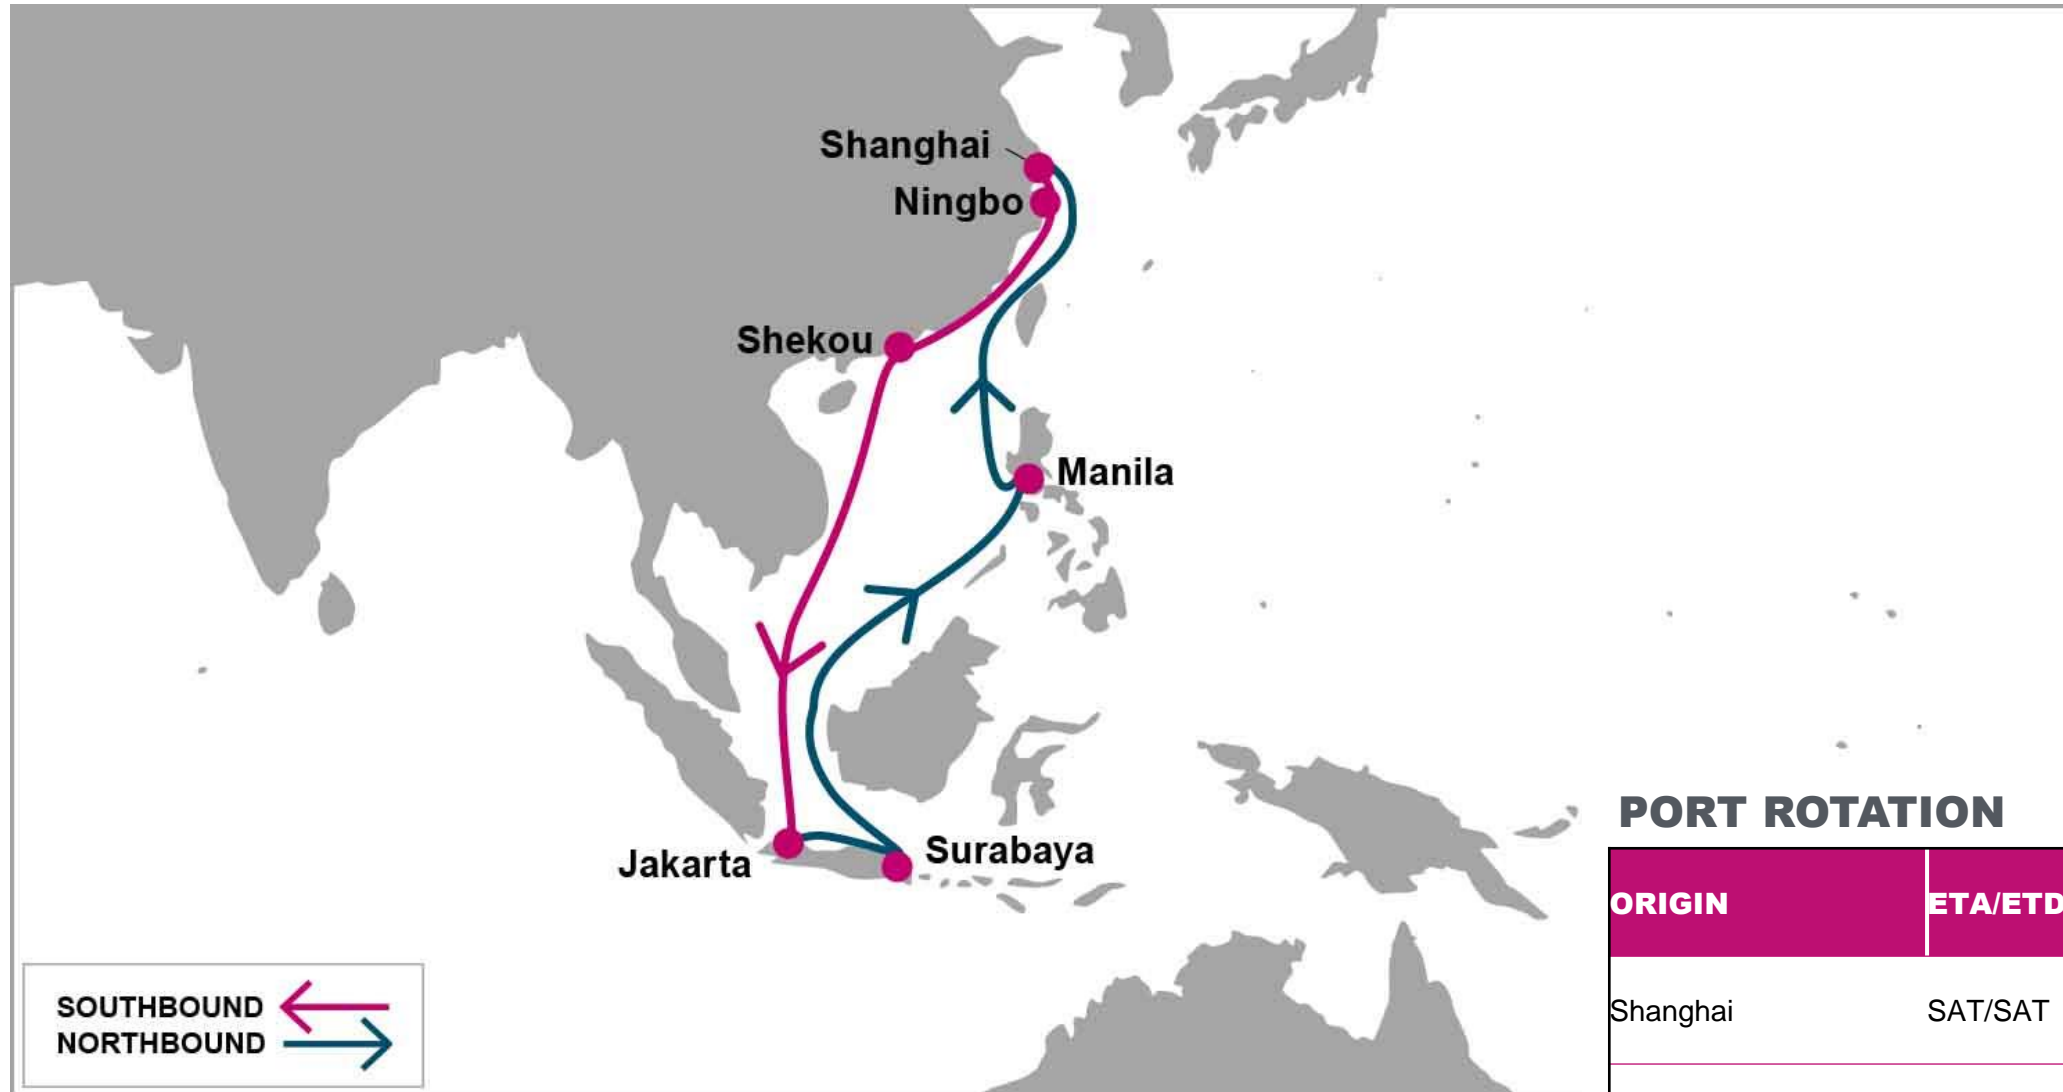 Shanghai
Ningbo
Shekou
Manila
Jakarta
Surabaya
SOUTHBOUND
NORTHBOUND
PORT ROTATION
ORIGIN ETA/ETD
Shanghai SAT/SAT